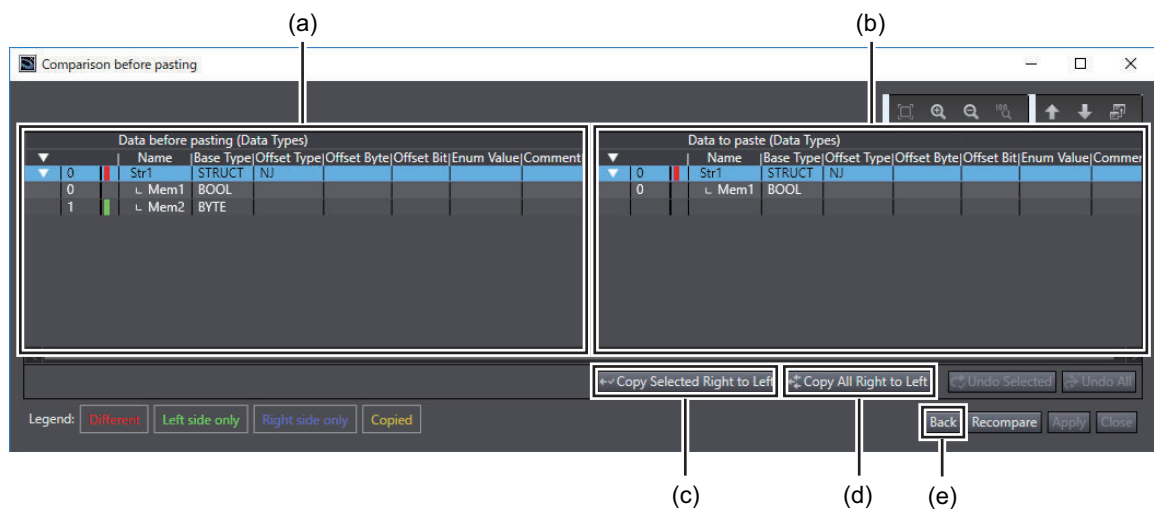 (a) (b)
Comparison before pasting
100
Data before pasting (Data Types) Data to paste (Data Types)
Name Base Type Offset Type Offset Byte Offset Bit Enum Value Comment Name Base Type Offset Type Offset Byte Offset Bit Enum Value Commer
0 Str1 STRUCT NJ 0 Str1 STRUCT NJ
0 Mem1 BOOL 0 Mem1 BOOL
1 Mem2 BYTE
Copy Selected Right to Left Copy All Right to Left Undo Selected Undo All
Legend: Different Left side only Right side only Copied Back Recompare Apply Close
(c) (d) (e)